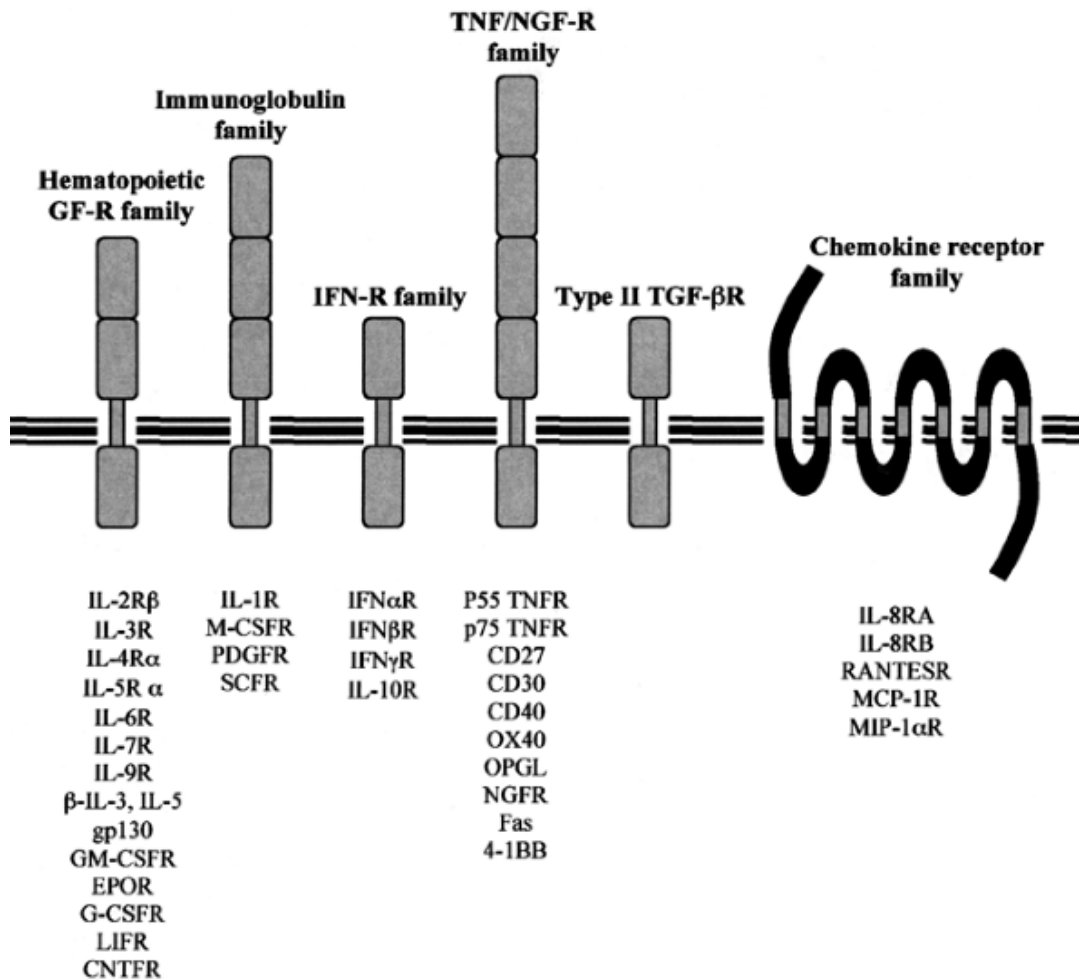 TNF/NGF-R
family
Immunoglobulin
family
Hematopoietic
GF-R family
IFN-R family
Type II TGF-βR
Chemokine receptor
family
IL-2Rβ
IL-3R
IL-4Rα
IL-5R α
IL-6R
IL-7R
IL-9R
β-IL-3, IL-5
gp130
GM-CSFR
EPOR
G-CSFR
LIFR
CNTFR
IL-1R
M-CSFR
PDGFR
SCFR
IFNαR
IFNβR
IFNγR
IL-10R
P55 TNFR
p75 TNFR
CD27
CD30
CD40
OX40
OPGL
NGFR
Fas
4-1BB
IL-8RA
IL-8RB
RANTESR
MCP-1R
MIP-1αR